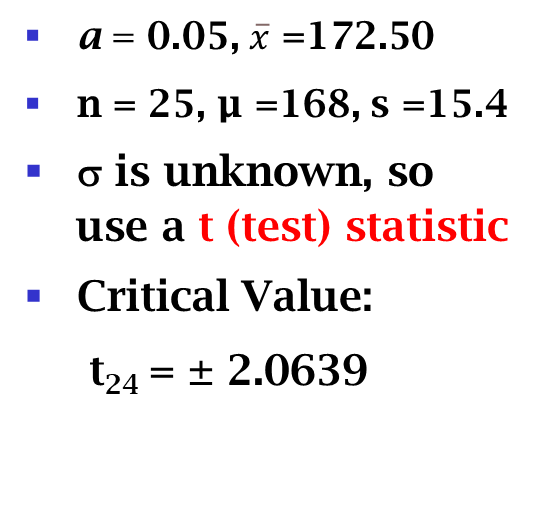 ▪ a = 0.05, x̄ =172.50
▪ n = 25, μ =168, s =15.4
▪ σ is unknown, so
use a t (test) statistic
▪ Critical Value:
t₂₄ = ± 2.0639